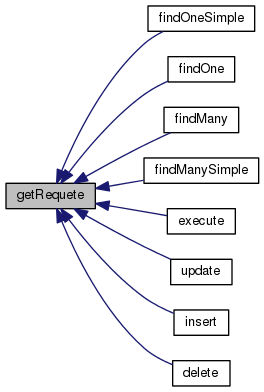 findOneSimple
findOne
findMany
findManySimple
getRequete
execute
update
insert
delete